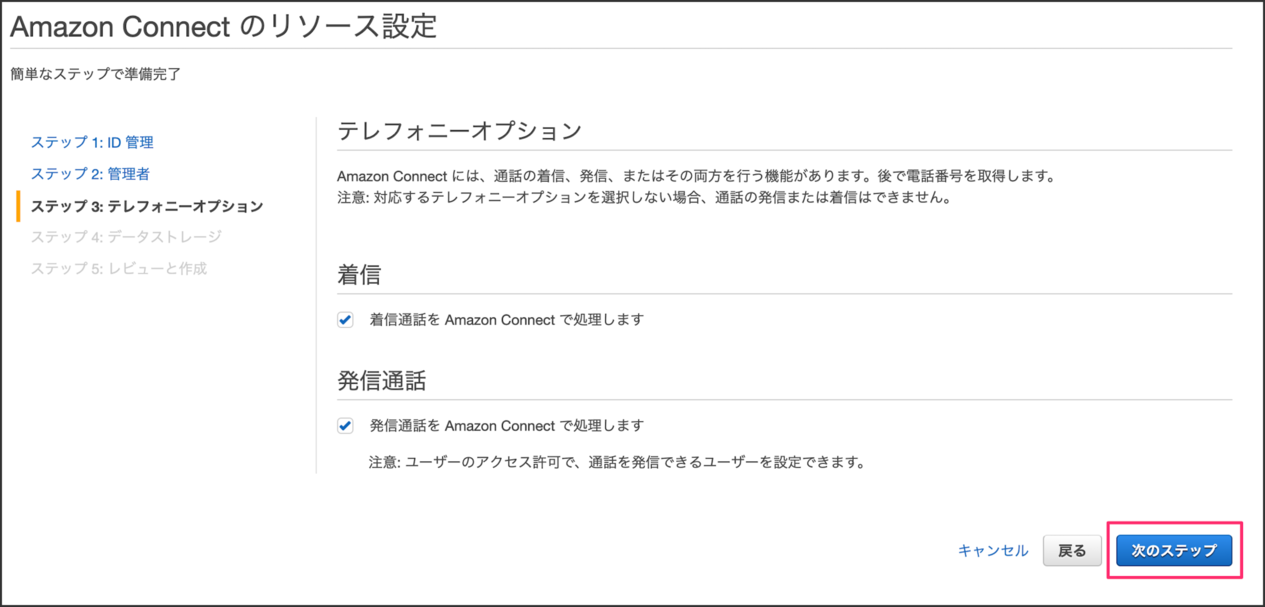 Amazon Connect のリソース設定
簡単なステップで準備完了
ステップ 1: ID 管理
ステップ 2: 管理者
ステップ 3: テレフォニーオプション
ステップ 4: データストレージ
ステップ 5: レビューと作成
テレフォニーオプション
Amazon Connect には、通話の着信、発信、またはその両方を行う機能があります。後で電話番号を取得します。
注意: 対応するテレフォニーオプションを選択しない場合、通話の発信または着信はできません。
着信
着信通話を Amazon Connect で処理します
発信通話
発信通話を Amazon Connect で処理します
注意: ユーザーのアクセス許可で、通話を発信できるユーザーを設定できます。
キャンセル
戻る
次のステップ